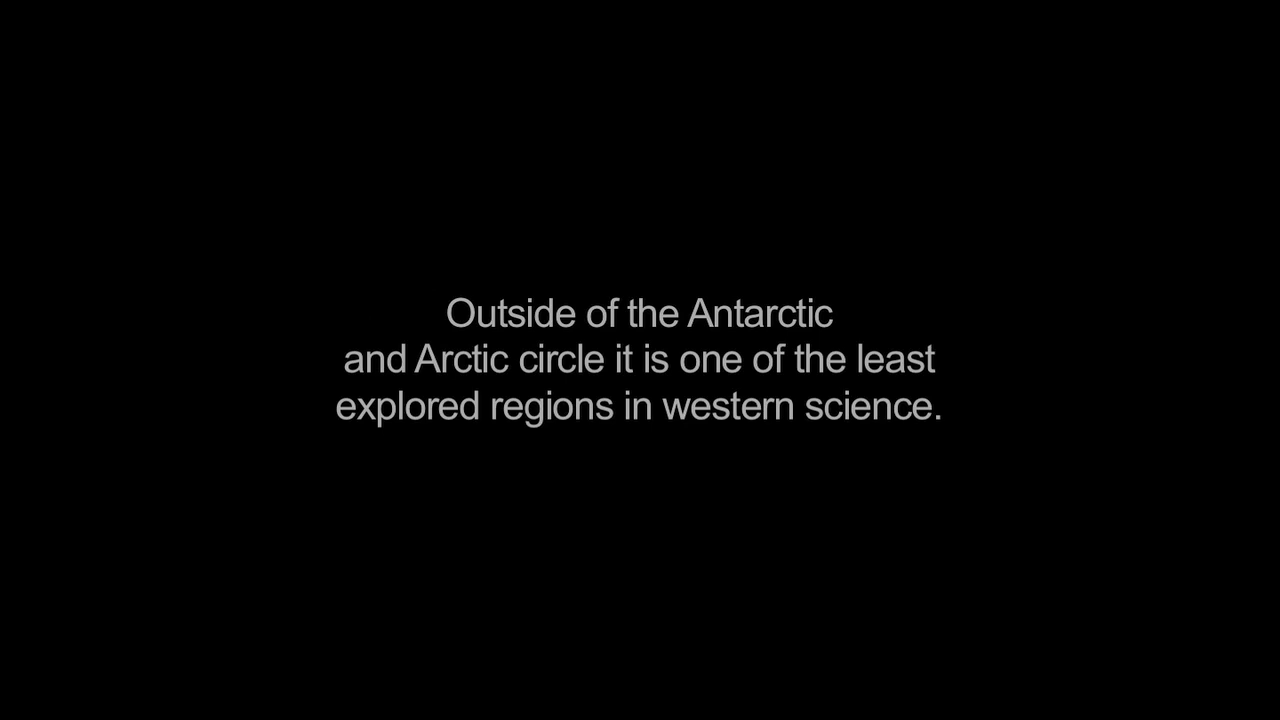 Outside of the Antarctic
and Arctic circle it is one of the least
explored regions in western science.